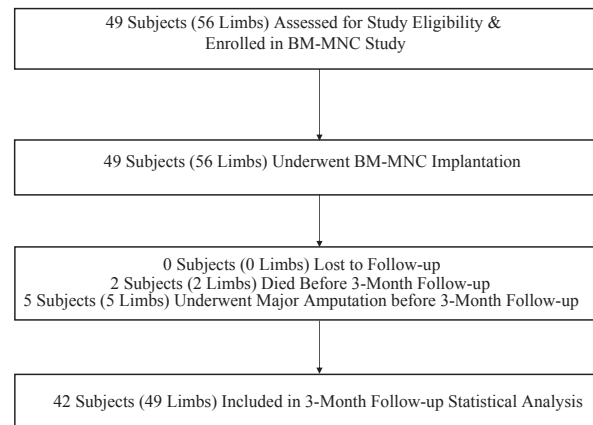 49 Subjects (56 Limbs) Assessed for Study Eligibility &
Enrolled in BM-MNC Study
49 Subjects (56 Limbs) Underwent BM-MNC Implantation
0 Subjects (0 Limbs) Lost to Follow-up
2 Subjects (2 Limbs) Died Before 3-Month Follow-up
5 Subjects (5 Limbs) Underwent Major Amputation before 3-Month Follow-up
42 Subjects (49 Limbs) Included in 3-Month Follow-up Statistical Analysis